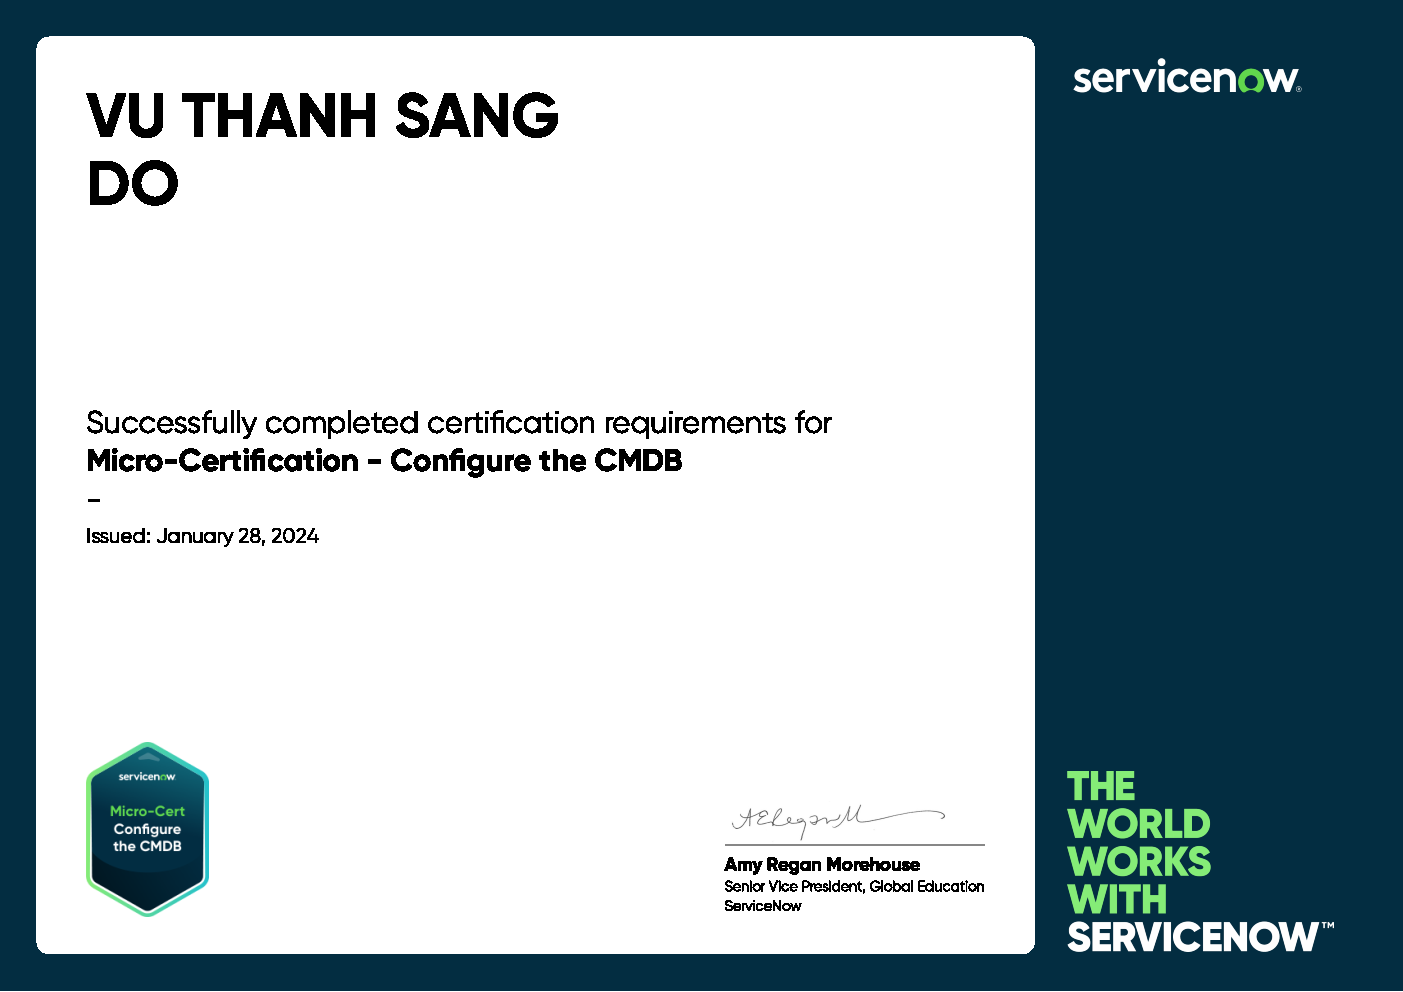 VU THANH SANG
DO
servicenow®
Successfully completed certification requirements for
Micro-Certification - Configure the CMDB
–
Issued: January 28, 2024
servicenow
Micro-Cert
Configure
the CMDB
Amy Regan Morehouse
Senior Vice President, Global Education
ServiceNow
THE
WORLD
WORKS
WITH
SERVICENOW™